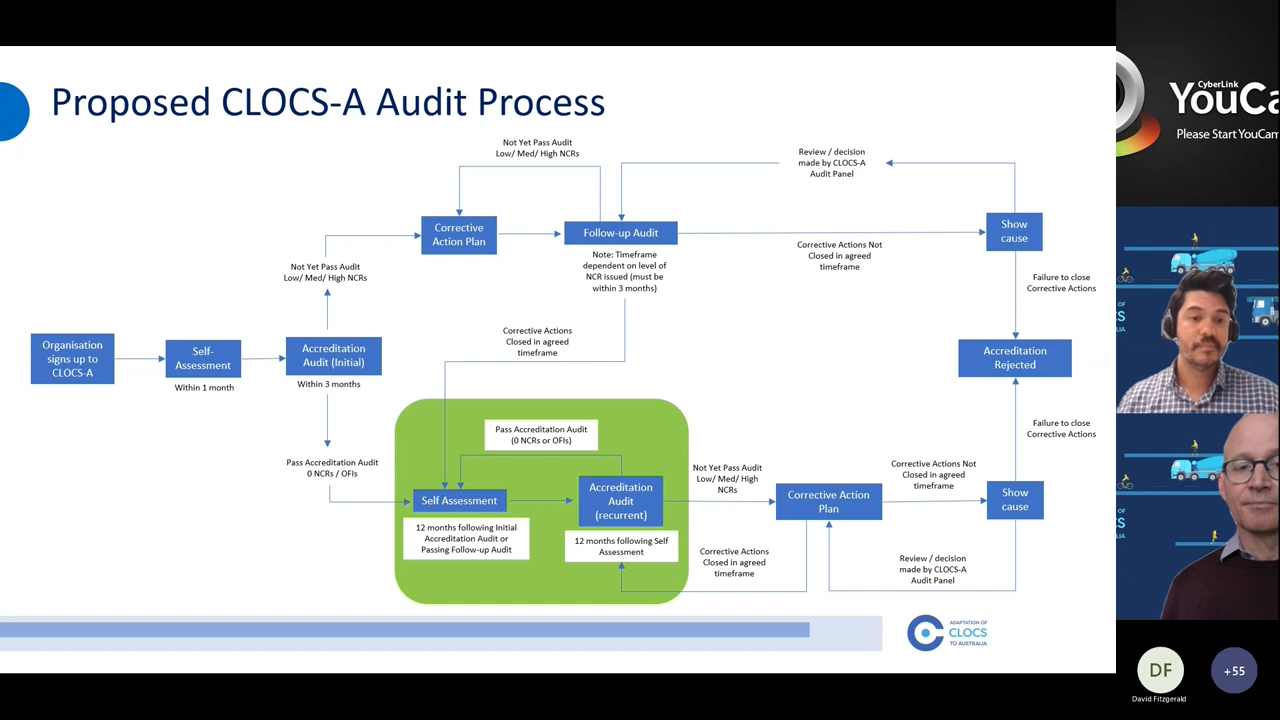 Proposed CLOCS-A Audit Process
Not Yet Pass Audit
Low/ Med/ High NCRs
Review / decision
made by CLOCS-A
Audit Panel
Corrective
Action Plan
Follow-up Audit
Show
cause
Note: Timeframe
dependent on level of
NCR issued (must be
within 3 months)
Corrective Actions Not
Closed in agreed
timeframe
Not Yet Pass Audit
Low/ Med/ High NCRs
Failure to close
Corrective Actions
Corrective Actions
Closed in agreed
timeframe
Organisation
signs up to
CLOCS-A
Self-
Assessment
Within 1 month
Accreditation
Audit (Initial)
Within 3 months
Accreditation
Rejected
Pass Accreditation Audit
(0 NCRs or OFIs)
Failure to close
Corrective Actions
Pass Accreditation Audit
0 NCRs / OFIs
Self Assessment
12 months following Initial
Accreditation Audit or
Passing Follow-up Audit
Accreditation
Audit
(recurrent)
12 months following Self
Assessment
Not Yet Pass Audit
Low/ Med/ High
NCRs
Corrective Action
Plan
Corrective Actions Not
Closed in agreed
timeframe
Show
cause
Corrective Actions
Closed in agreed
timeframe
Review / decision
made by CLOCS-A
Audit Panel
ADAPTATION OF
CLOCS
TO AUSTRALIA
CyberLink
YouCa
Please Start YouCam
DF
David Fitzgerald
+55